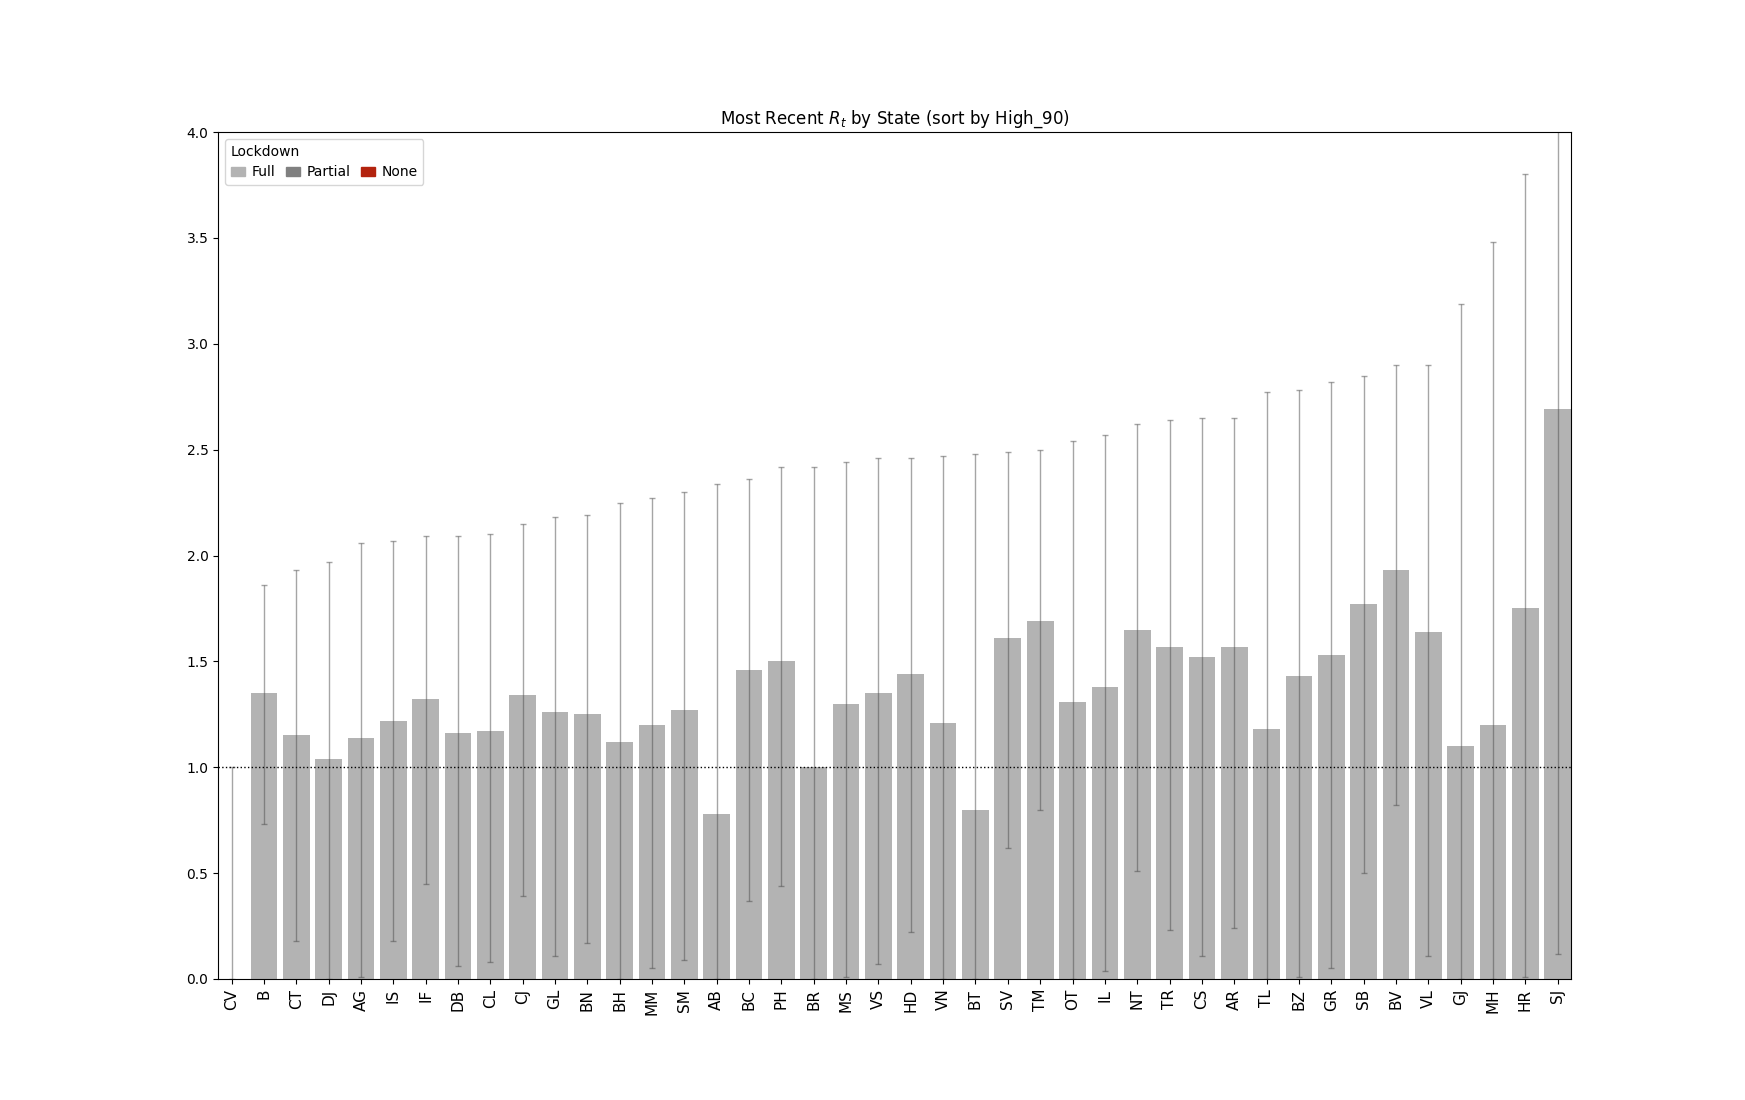 Most Recent R_t by State (sort by High_90)
Lockdown
Full Partial None
4.0
3.5
3.0
2.5
2.0
1.5
1.0
0.5
0.0
CV B CT DJ AG IS IF DB CL CJ GL BN BH MM SM AB BC PH BR MS VS HD VN BT SV TM OT IL NT TR CS AR TL BZ GR SB BV VL GJ MH HR SJ